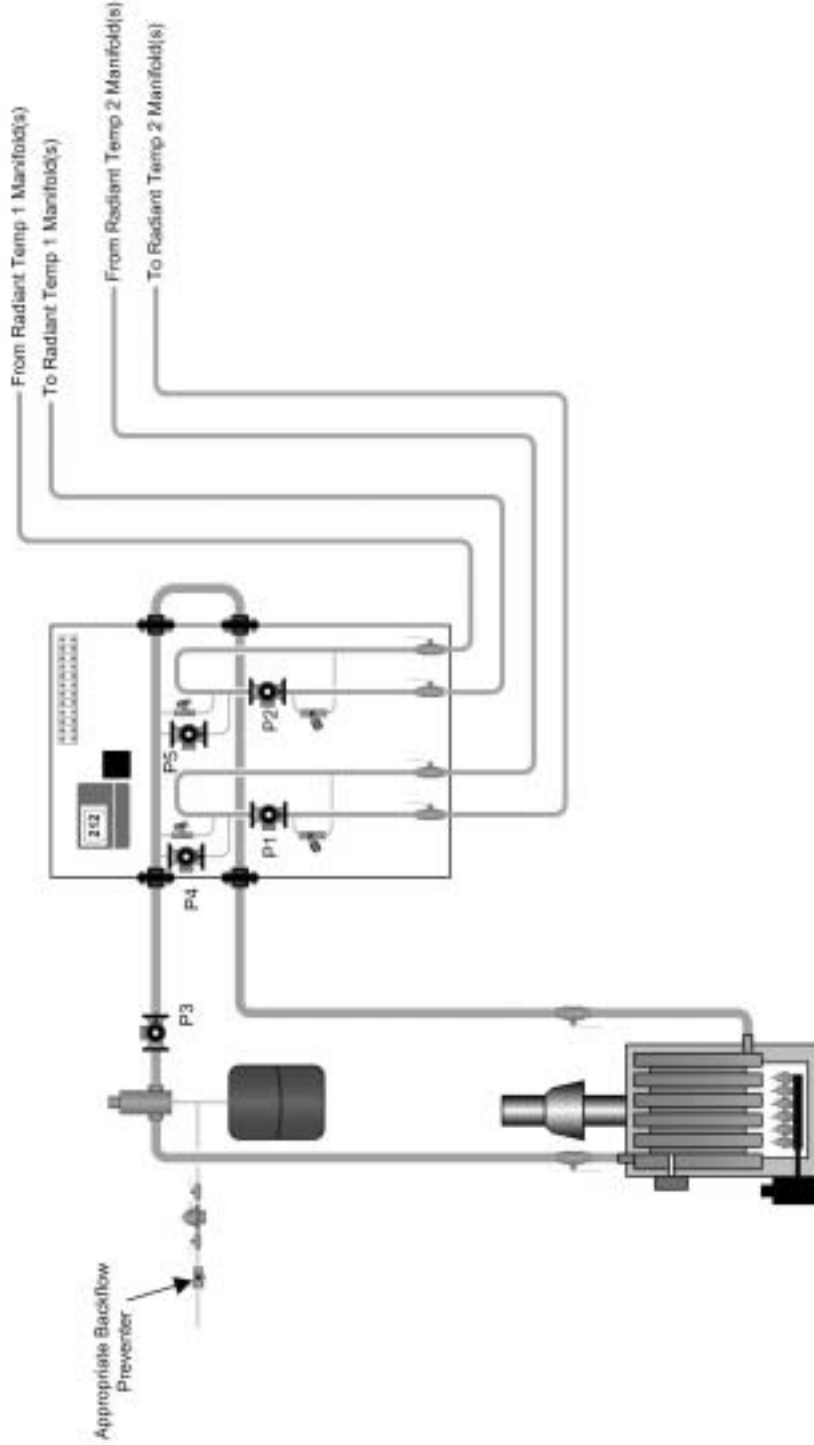 From Radiant Temp 1 Manifold(s)
To Radiant Temp 1 Manifold(s)
From Radiant Temp 2 Manifold(s)
To Radiant Temp 2 Manifold(s)
212
P5
P2
P4
P1
P3
Appropriate Backflow
Preventer